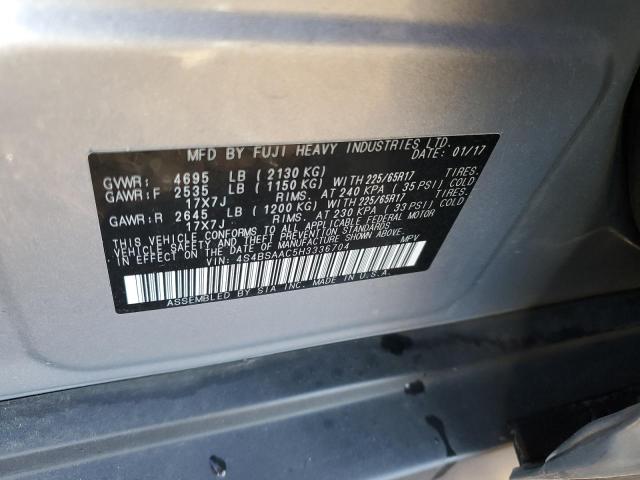 MFD BY FUJI HEAVY INDUSTRIES LTD.
DATE: 01/17
GVWR: 4695 LB (2130 KG)
GAWR: F 2535 LB (1150 KG) WITH 225/65R17 TIRES.
17X7J RIMS. AT 240 KPA (35 PSI) COLD
GAWR: R 2645 LB (1200 KG) WITH 225/65R17 TIRES.
17X7J RIMS. AT 230 KPA (33 PSI) COLD
THIS VEHICLE CONFORMS TO ALL APPLICABLE FEDERAL MOTOR
VEHICLE SAFETY, BUMPER, AND THEFT PREVENTION STANDARDS
IN EFFECT ON THE DATE OF MANUFACTURE SHOWN ABOVE.
VIN: 4S4BSAAC5H3336704 MPV
ASSEMBLED BY SIA INC. MADE IN U.S.A.